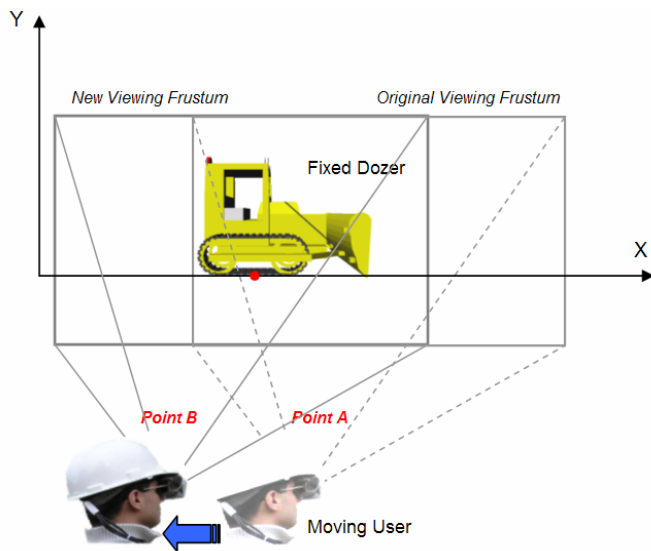 Y
New Viewing Frustum
Original Viewing Frustum
Fixed Dozer
X
Point B
Point A
Moving User